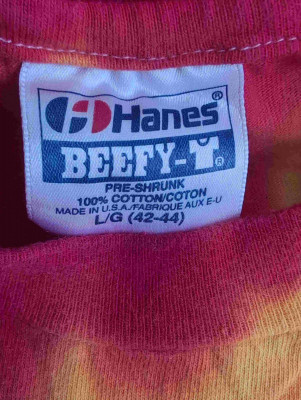 Hanes®
BEEFY-T®
PRE-SHRUNK
100% COTTON/COTON
MADE IN U.S.A./FABRIQUE AUX E-U
L/G (42-44)